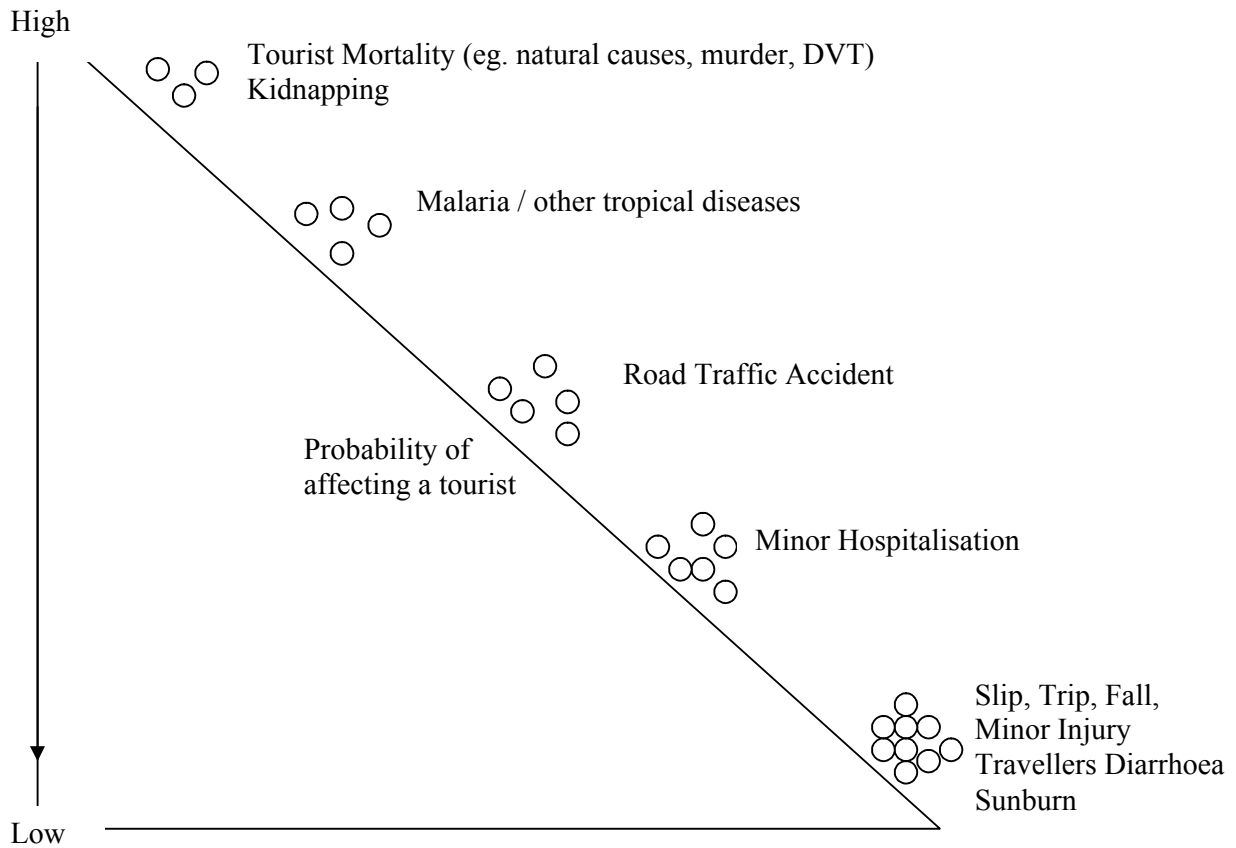 High
Tourist Mortality (eg. natural causes, murder, DVT)
Kidnapping
Malaria / other tropical diseases
Road Traffic Accident
Probability of
affecting a tourist
Minor Hospitalisation
Slip, Trip, Fall,
Minor Injury
Travellers Diarrhoea
Sunburn
Low